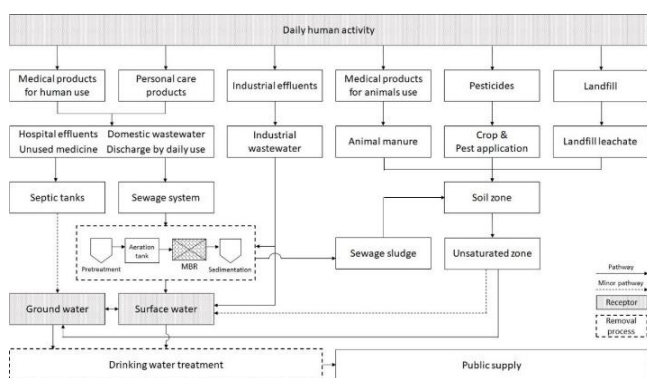 Daily human activity
Medical products
for human use
Personal care
products
Industrial effluents
Medical products
for animals use
Pesticides
Landfill
Hospital effluents
Unused medicine
Domestic wastewater
Discharge by daily use
Industrial
wastewater
Animal manure
Crop &
Pest application
Landfill leachate
Septic tanks
Sewage system
Soil zone
Pretreatment
Aeration
tank
MBR
Sedimentation
Sewage sludge
Unsaturated zone
Pathway
Minor pathway
Receptor
Removal
process
Ground water
Surface water
Drinking water treatment
Public supply